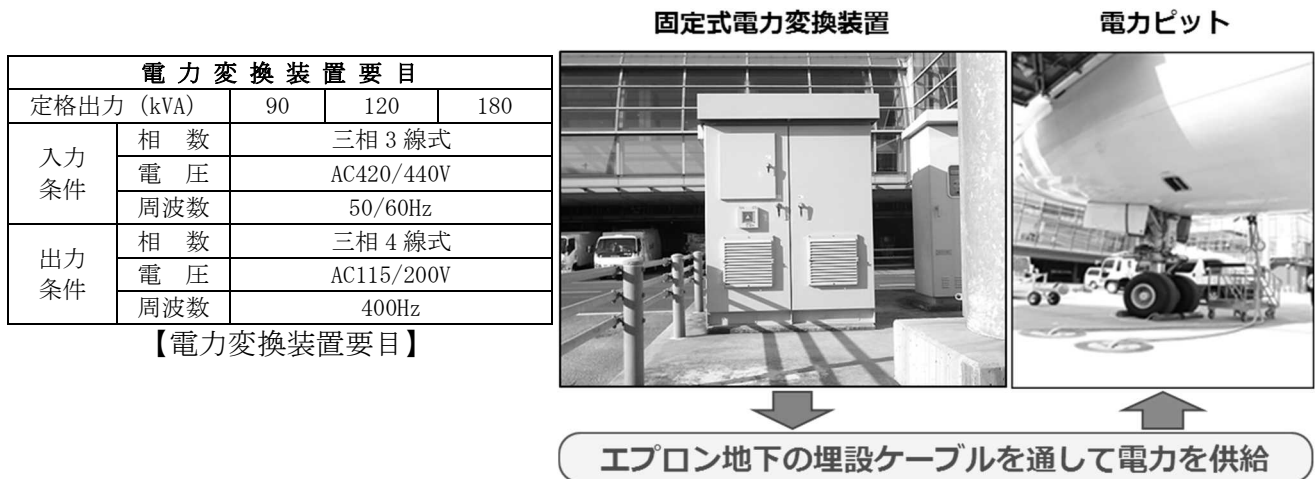 固定式電力変換装置
電力ピット
電力変換装置要目
定格出力 (kVA) 90 120 180
入力条件 相数 三相3線式
電圧 AC420/440V
周波数 50/60Hz
出力条件 相数 三相4線式
電圧 AC115/200V
周波数 400Hz
【電力変換装置要目】
エプロン地下の埋設ケーブルを通して電力を供給